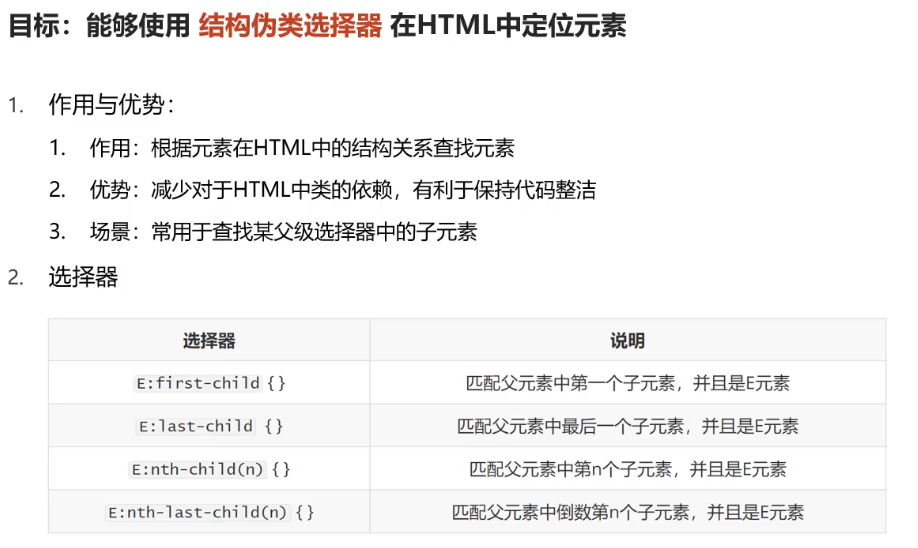 目标：能够使用 结构伪类选择器 在HTML中定位元素
1. 作用与优势：
1. 作用：根据元素在HTML中的结构关系查找元素
2. 优势：减少对于HTML中类的依赖，有利于保持代码整洁
3. 场景：常用于查找某父级选择器中的子元素
2. 选择器
选择器 说明
E:first-child {} 匹配父元素中第一个子元素，并且是E元素
E:last-child {} 匹配父元素中最后一个子元素，并且是E元素
E:nth-child(n) {} 匹配父元素中第n个子元素，并且是E元素
E:nth-last-child(n) {} 匹配父元素中倒数第n个子元素，并且是E元素